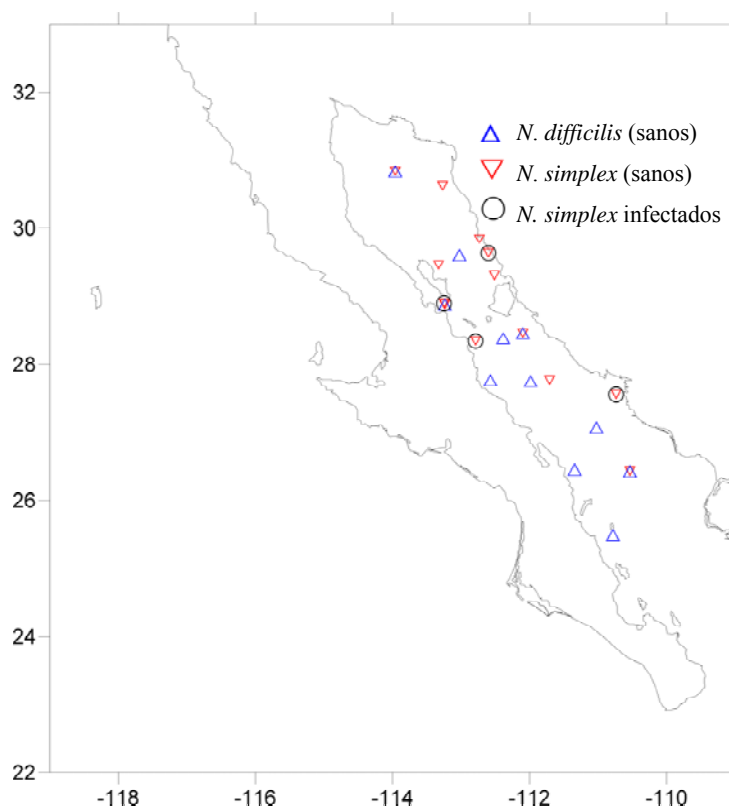 32
N. difficilis (sanos)
N. simplex (sanos)
30
N. simplex infectados
28
26
24
22
-118 -116 -114 -112 -110